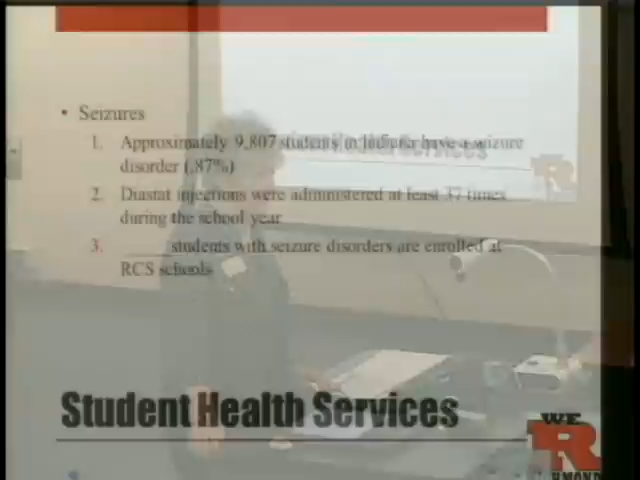 • Seizures
1. Approximately 9,807 students in Indiana have a seizure
disorder (.87%)
2. Diastat injections were administered at least 37 times
during the school year
3. ____ students with seizure disorders are enrolled at
RCS schools
Student Health Services
WE
R